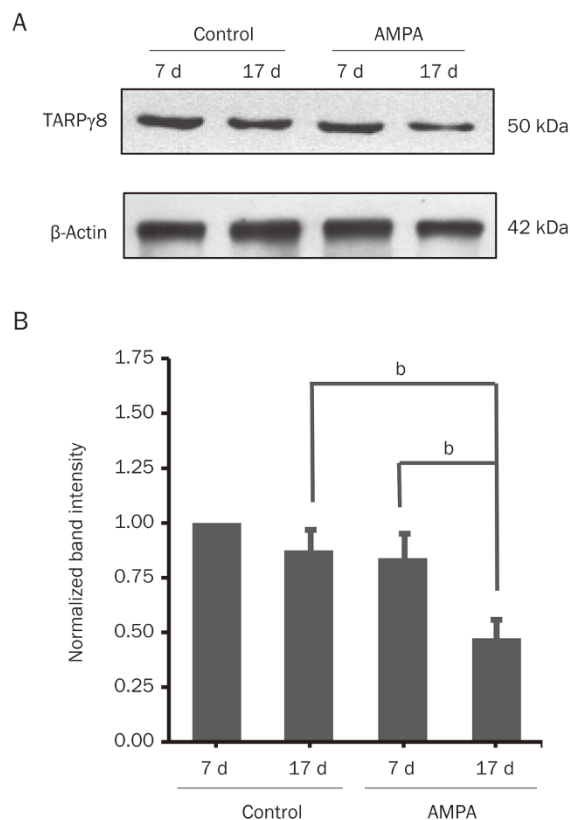 A
Control AMPA
7 d 17 d 7 d 17 d
TARPγ8 50 kDa
β-Actin 42 kDa
B
1.75
1.50
1.25
1.00
0.75
0.50
0.25
0.00
Normalized band intensity
b
b
7 d 17 d 7 d 17 d
Control AMPA